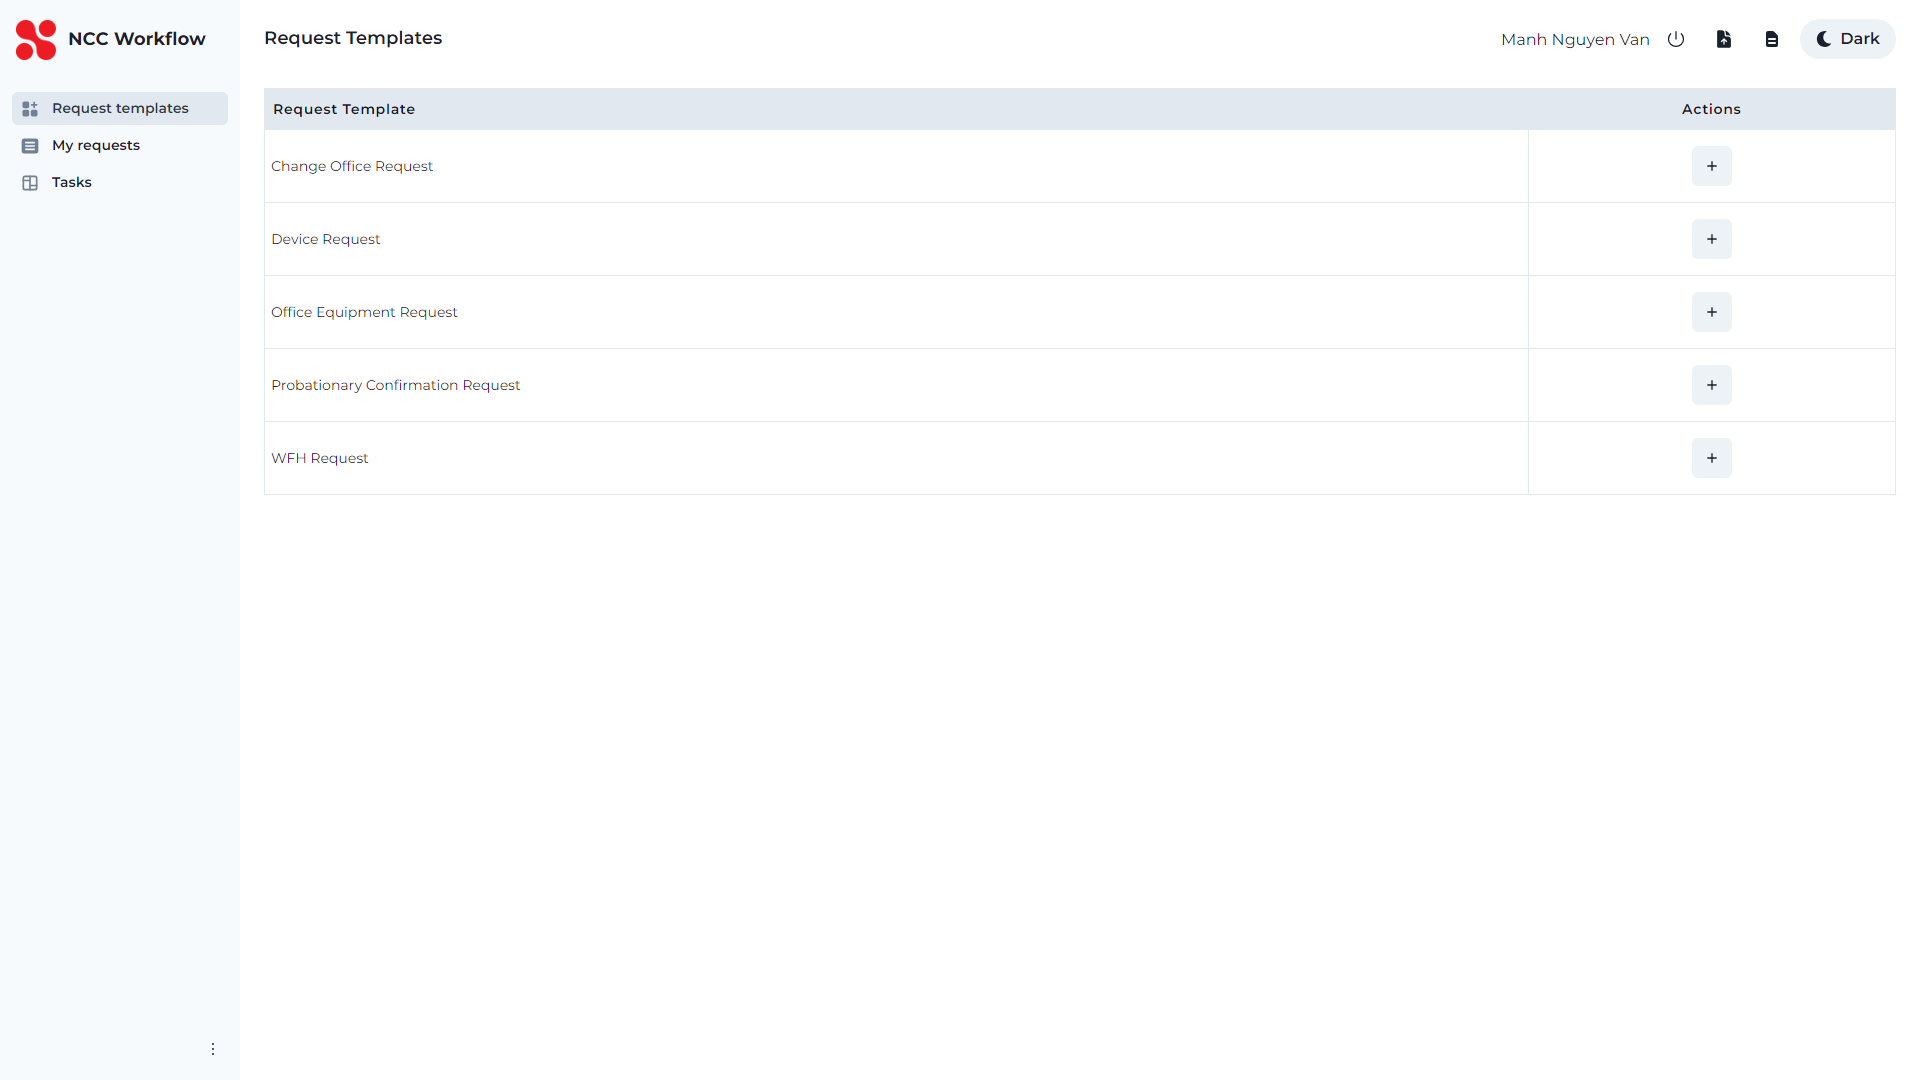 NCC Workflow
Request templates
My requests
Tasks
Request Templates
Manh Nguyen Van
Dark
Request Template
Actions
Change Office Request
+
Device Request
+
Office Equipment Request
+
Probationary Confirmation Request
+
WFH Request
+